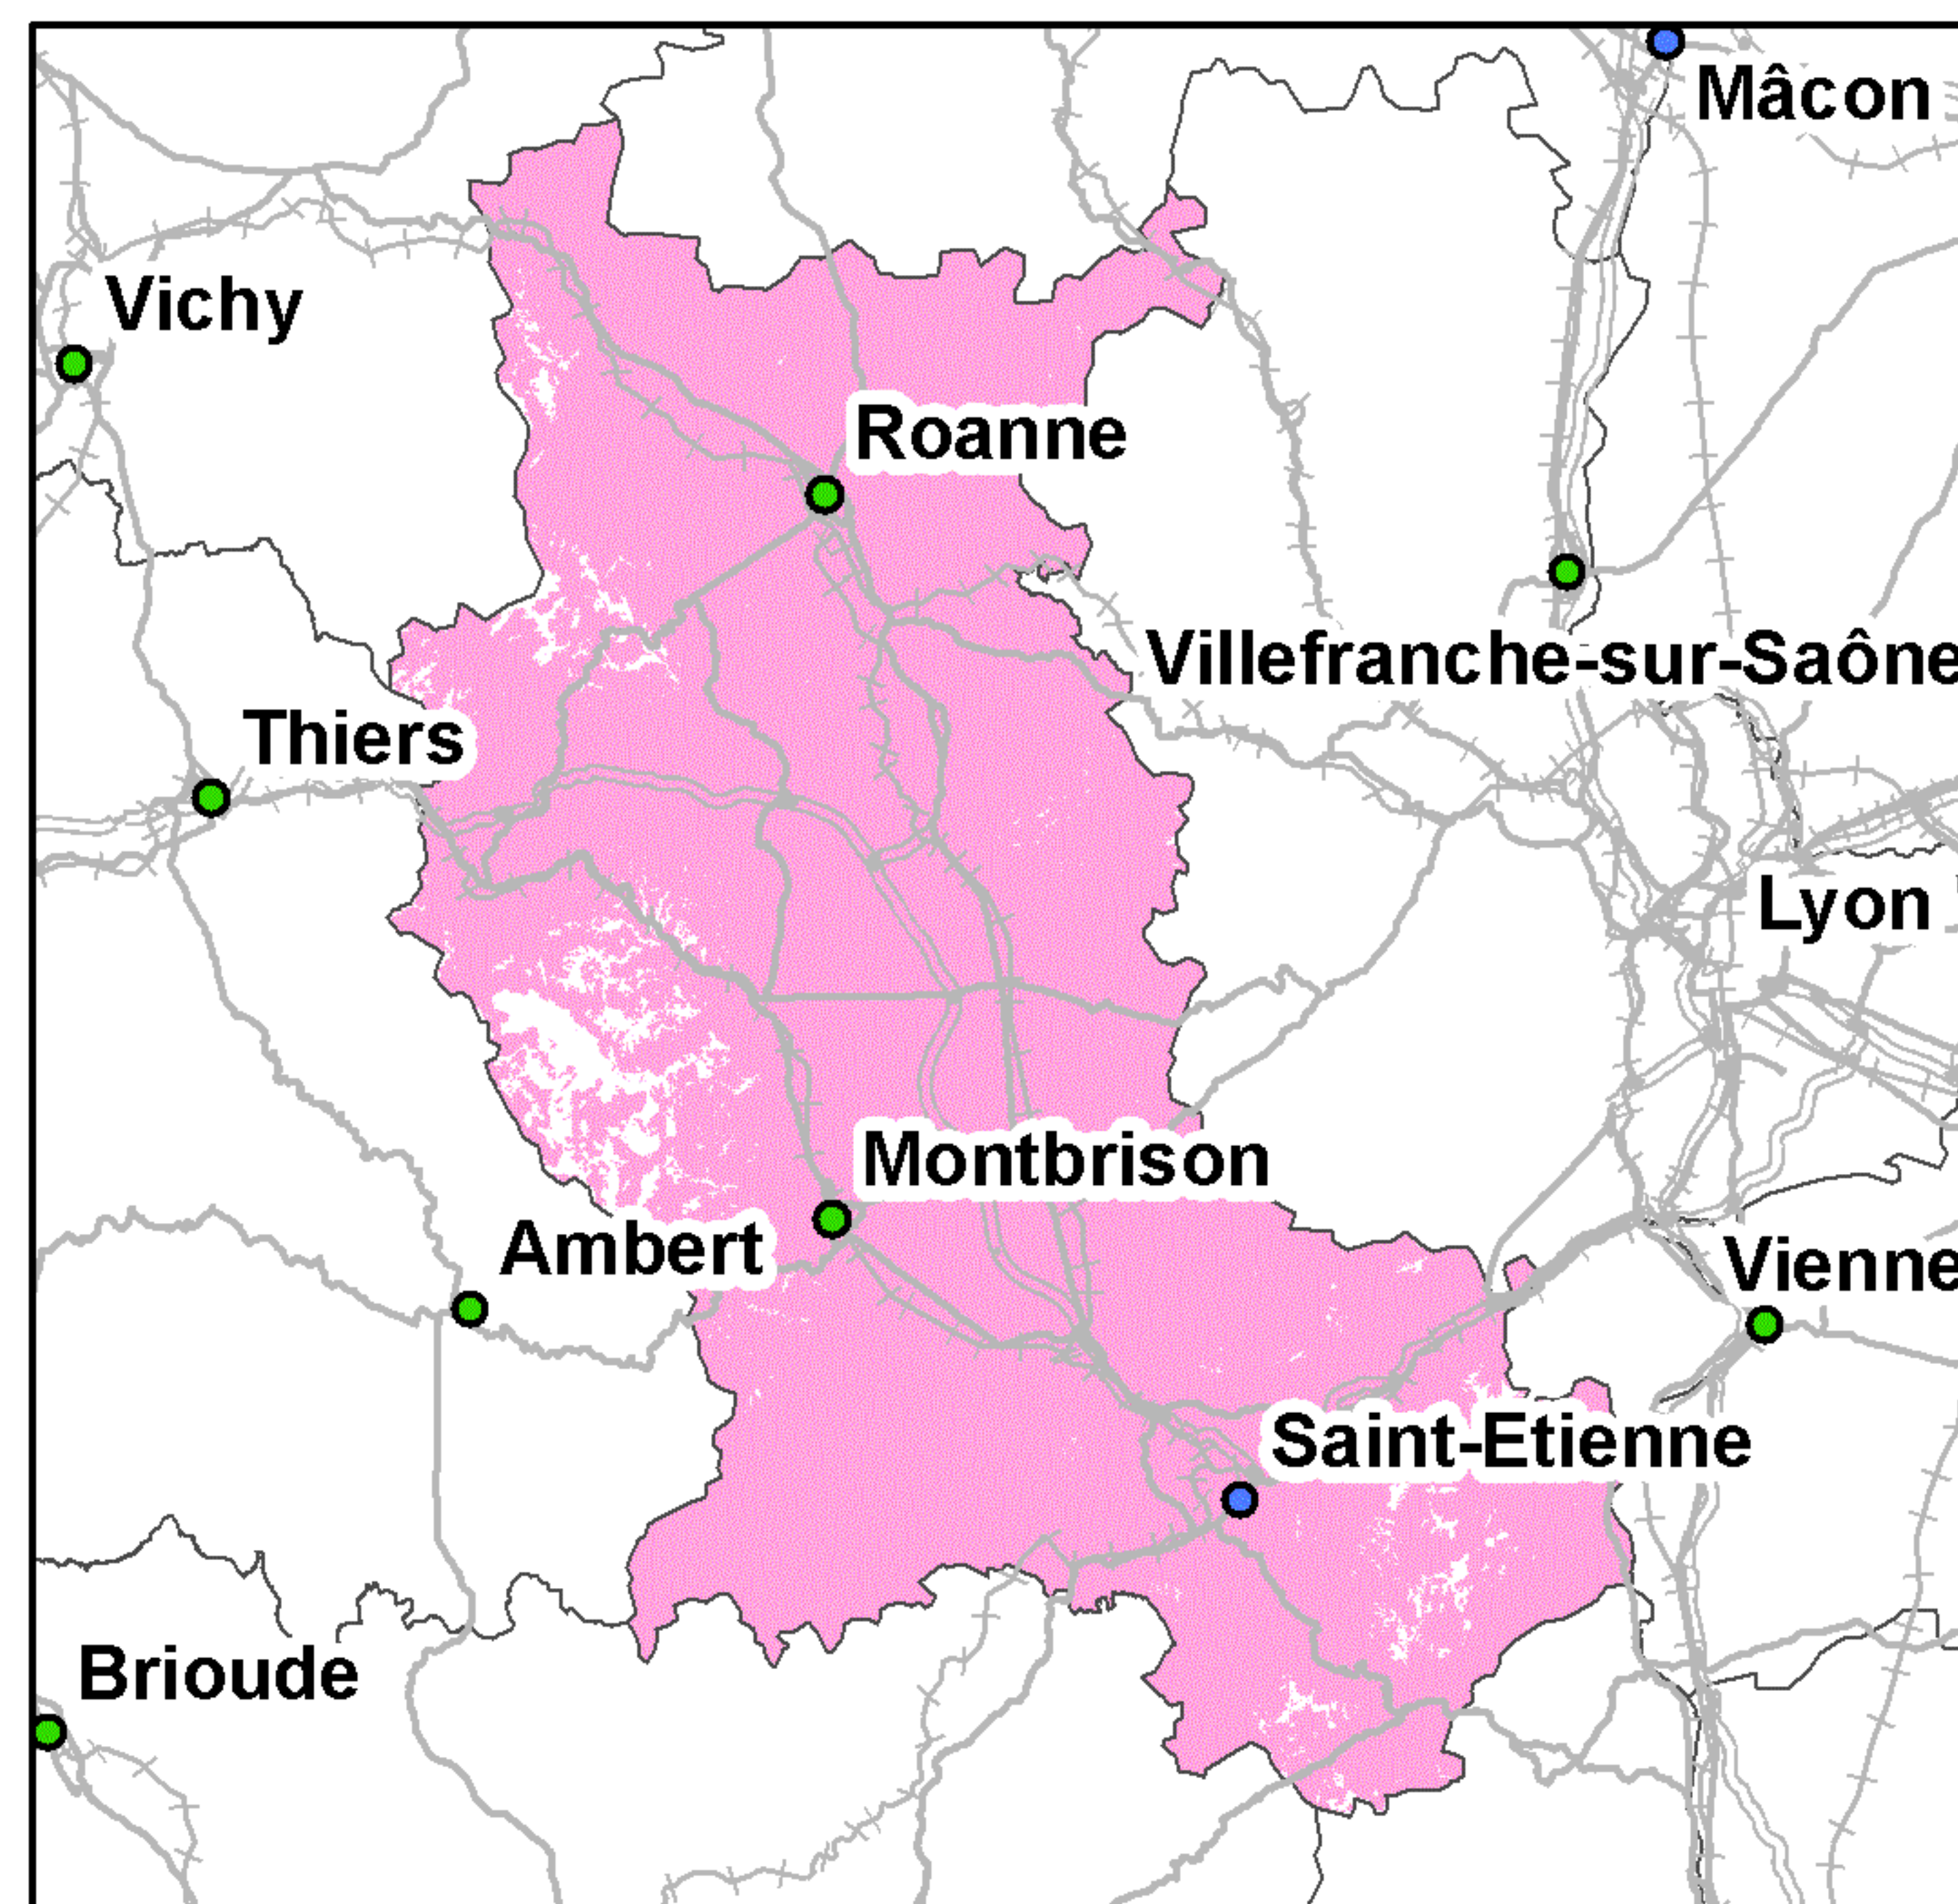 Mâcon
Vichy
Roanne
Villefranche-sur-Saône
Thiers
Lyon
Montbrison
Ambert
Vienne
Saint-Etienne
Brioude